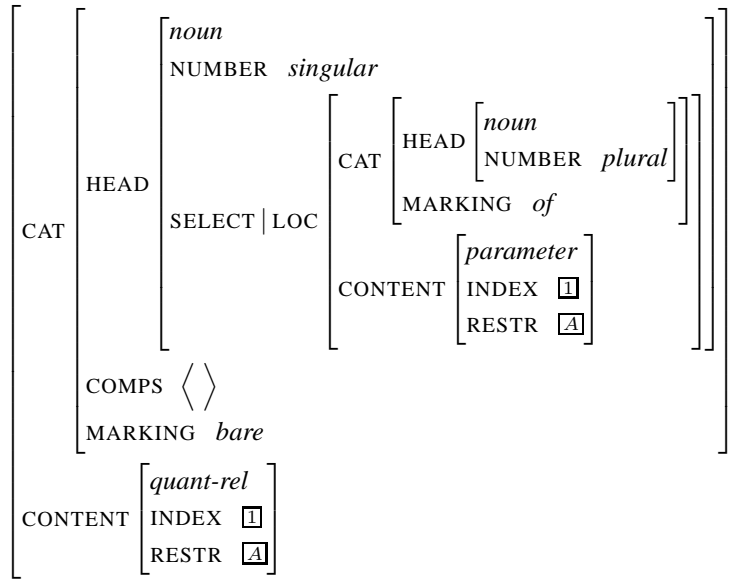 noun
NUMBER singular
noun
HEAD
NUMBER plural
CAT
HEAD
MARKING of
SELECT | LOC
CAT
parameter
CONTENT INDEX 1
RESTR A
COMPS ⟨ ⟩
MARKING bare
quant-rel
CONTENT INDEX 1
RESTR A